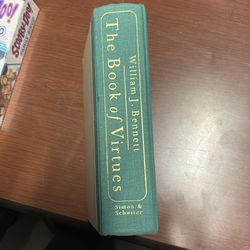 William J. Bennett
The Book of Virtues
Simon &
Schuster